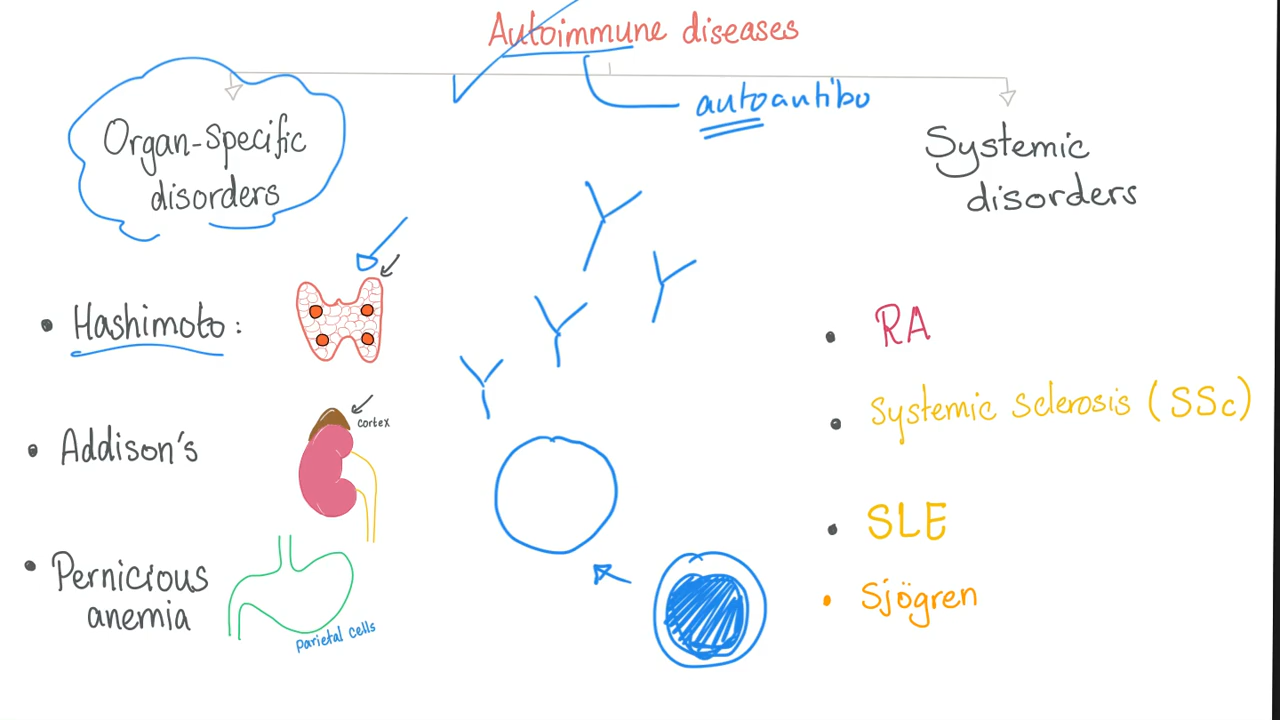 Autoimmune diseases
autoantibo
Organ-Specific
disorders
Systemic
disorders
• Hashimoto:
• Addison's
cortex
• Pernicious
anemia
parietal cells
• RA
• Systemic sclerosis (SSc)
• SLE
• Sjögren